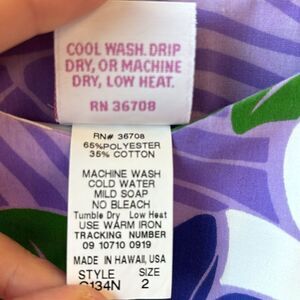 COOL WASH. DRIP
DRY, OR MACHINE
DRY, LOW HEAT.
RN 36708
RN# 36708
65%POLYESTER
35% COTTON
MACHINE WASH
COLD WATER
MILD SOAP
NO BLEACH
Tumble Dry Low Heat
USE WARM IRON
TRACKING NUMBER
09 10710 0919
MADE IN HAWAII, USA
STYLE SIZE
2